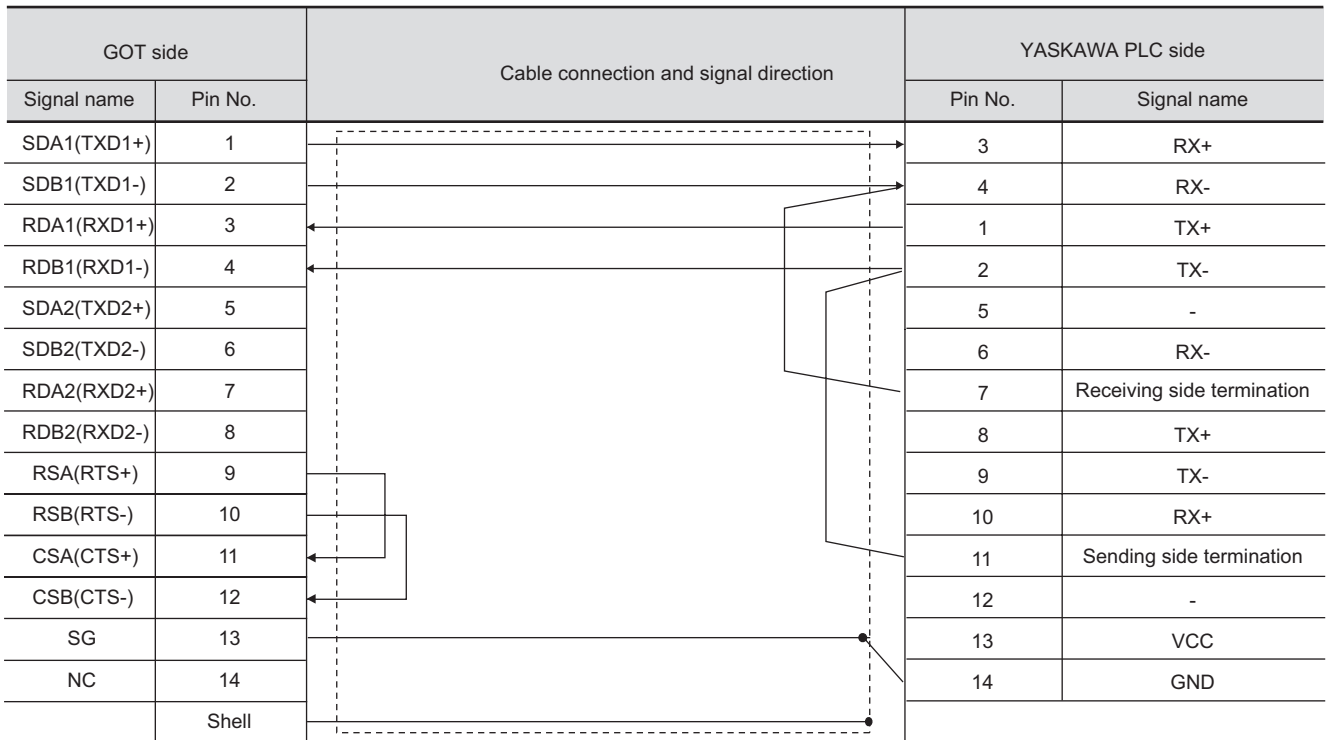 GOT side Cable connection and signal direction YASKAWA PLC side
Signal name Pin No. Pin No. Signal name
SDA1(TXD1+) 1 3 RX+
SDB1(TXD1-) 2 4 RX-
RDA1(RXD1+) 3 1 TX+
RDB1(RXD1-) 4 2 TX-
SDA2(TXD2+) 5 5 -
SDB2(TXD2-) 6 6 RX-
RDA2(RXD2+) 7 7 Receiving side termination
RDB2(RXD2-) 8 8 TX+
RSA(RTS+) 9 9 TX-
RSB(RTS-) 10 10 RX+
CSA(CTS+) 11 11 Sending side termination
CSB(CTS-) 12 12 -
SG 13 13 VCC
NC 14 14 GND
Shell